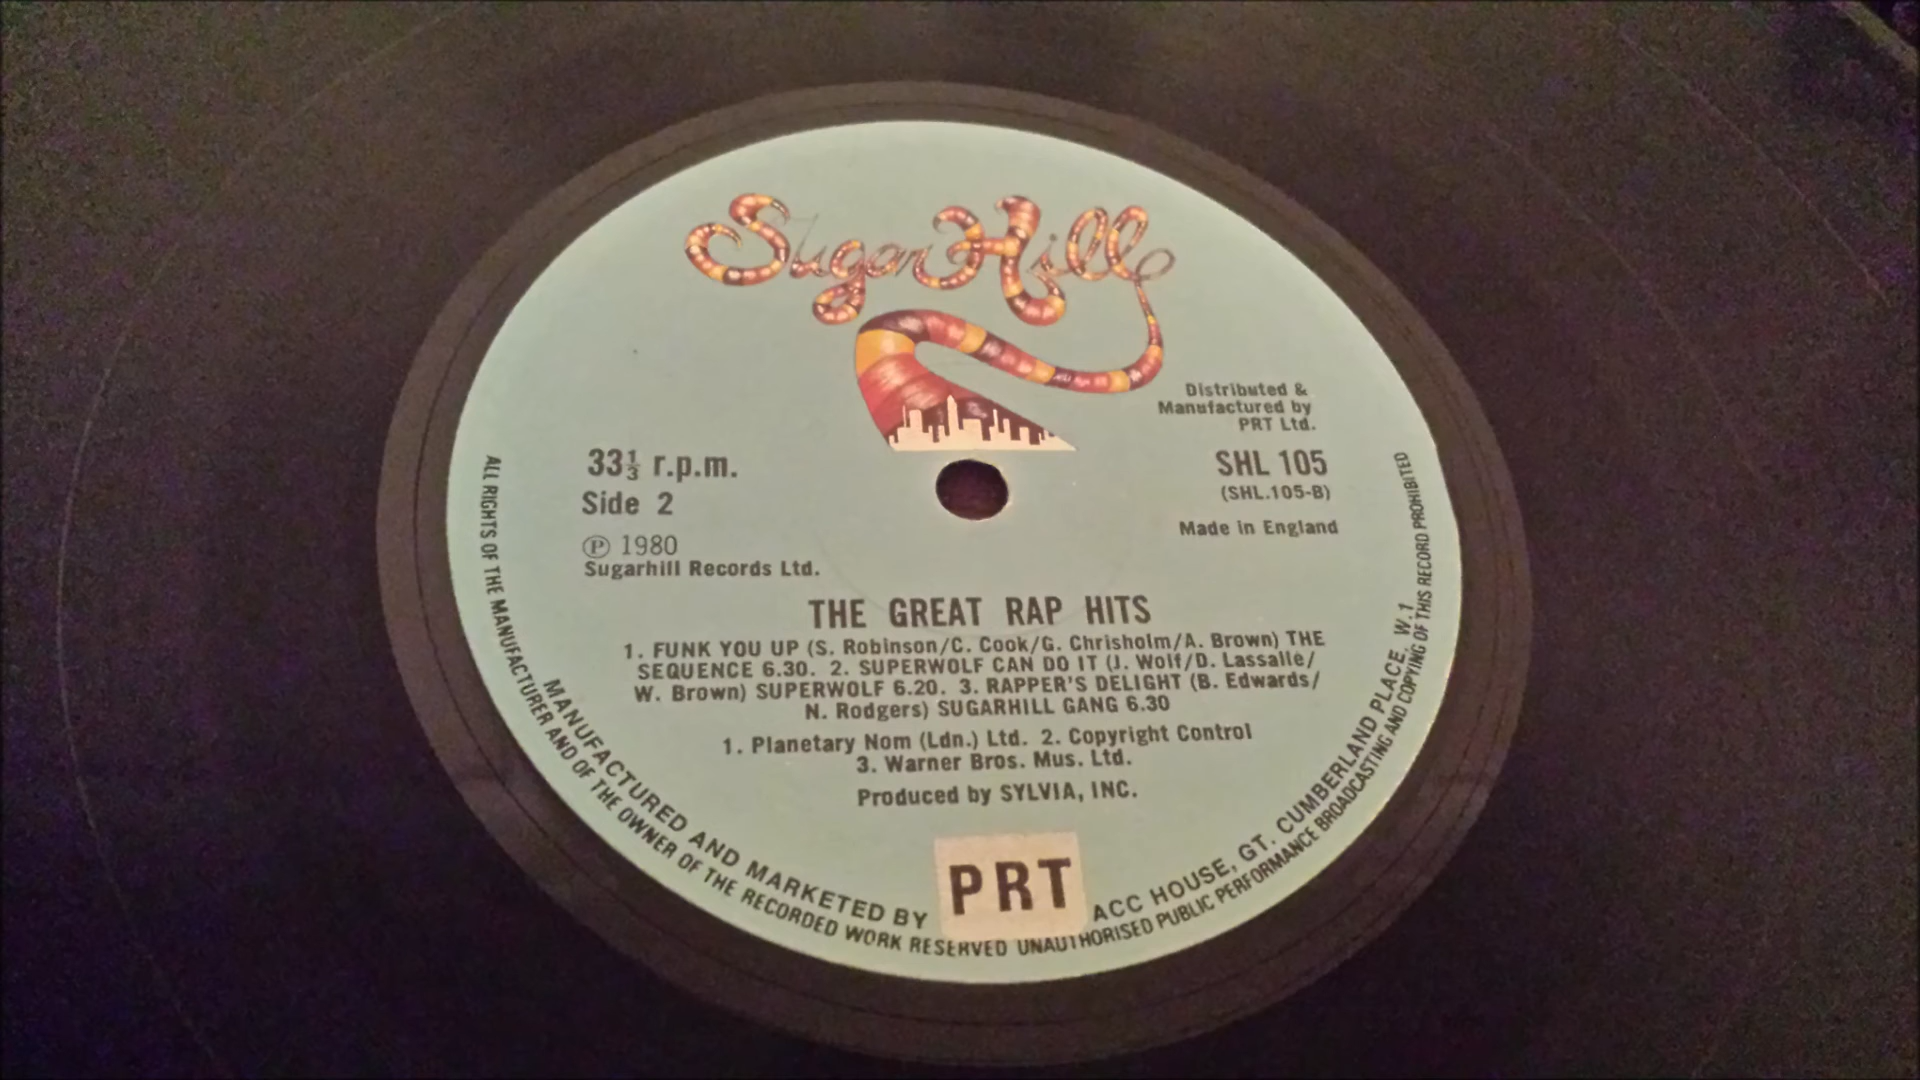 Sugar Hill
Distributed &
Manufactured by
PRT Ltd.
33⅓ r.p.m.
Side 2
℗ 1980
Sugarhill Records Ltd.
SHL 105
(SHL.105-B)
Made in England
THE GREAT RAP HITS
1. FUNK YOU UP (S. Robinson/C. Cook/G. Chrisholm/A. Brown) THE
SEQUENCE 6.30. 2. SUPERWOLF CAN DO IT (J. Wolf/D. Lassalle/
W. Brown) SUPERWOLF 6.20. 3. RAPPER'S DELIGHT (B. Edwards/
N. Rodgers) SUGARHILL GANG 6.30
1. Planetary Nom (Ldn.) Ltd. 2. Copyright Control
3. Warner Bros. Mus. Ltd.
Produced by SYLVIA, INC.
MANUFACTURED AND MARKETED BY PRT ACC HOUSE, GT. CUMBERLAND PLACE, W.1
ALL RIGHTS OF THE MANUFACTURER AND OF THE OWNER OF THE RECORDED WORK RESERVED UNAUTHORISED PUBLIC PERFORMANCE BROADCASTING AND COPYING OF THIS RECORD PROHIBITED